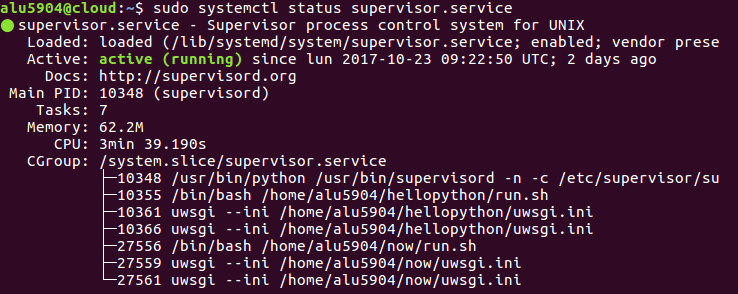 alu5904@cloud:~$ sudo systemctl status supervisor.service
● supervisor.service - Supervisor process control system for UNIX
   Loaded: loaded (/lib/systemd/system/supervisor.service; enabled; vendor prese
   Active: active (running) since lun 2017-10-23 09:22:50 UTC; 2 days ago
     Docs: http://supervisord.org
 Main PID: 10348 (supervisord)
    Tasks: 7
   Memory: 62.2M
      CPU: 3min 39.190s
   CGroup: /system.slice/supervisor.service
           ├─10348 /usr/bin/python /usr/bin/supervisord -n -c /etc/supervisor/su
           ├─10355 /bin/bash /home/alu5904/hellopython/run.sh
           ├─10361 uwsgi --ini /home/alu5904/hellopython/uwsgi.ini
           ├─10366 uwsgi --ini /home/alu5904/hellopython/uwsgi.ini
           ├─27556 /bin/bash /home/alu5904/now/run.sh
           ├─27559 uwsgi --ini /home/alu5904/now/uwsgi.ini
           └─27561 uwsgi --ini /home/alu5904/now/uwsgi.ini